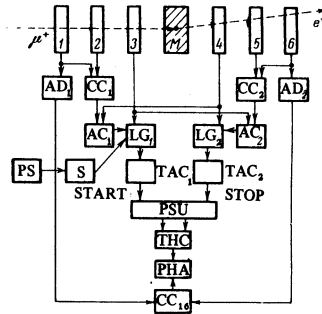 μ⁺ 1 2 3 M 4 5 6 e
AD₁ CC₁ CC₂ AD₂
AC₁ LG₁ LG₂ AC₂
PS S TAC₁ TAC₂
START STOP
PSU
THC
PHA
CC₁₆